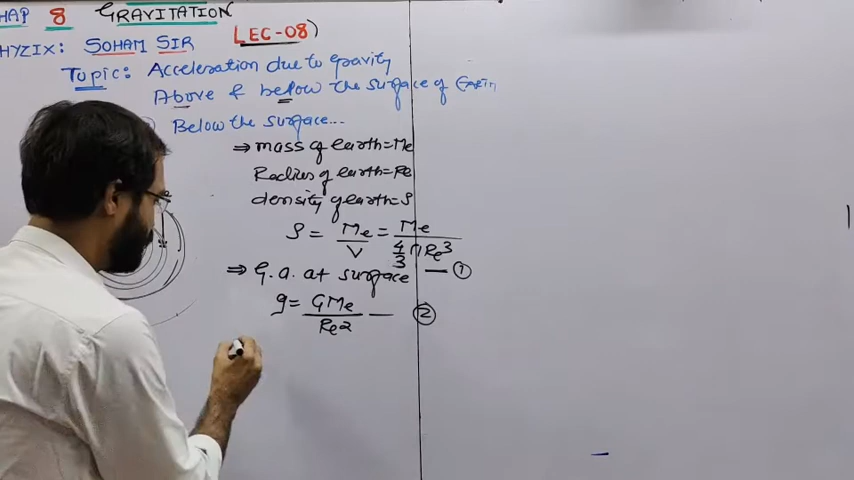 HAP 8 GRAVITATION
HYZIX: SOHAM SIR LEC-08)
Topic: Acceleration due to gravity
Above & below the surface of Earth
Below the surface...
⇒ mass of earth = Me
Radius of earth = Re
density of earth = ρ
ρ = Me/V = Me/(4/3 π Re³) — ①
⇒ G.a. at surface
g = GMe/Re2 — ②